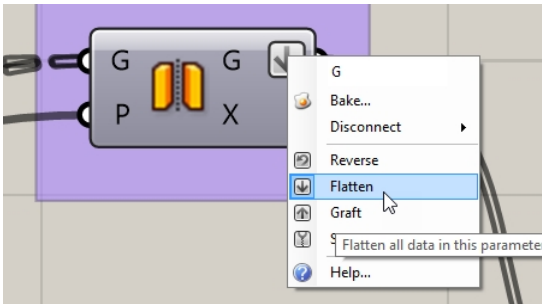 G G
P X
G
Bake...
Disconnect
Reverse
Flatten
Graft
Flatten all data in this paramete
Help...